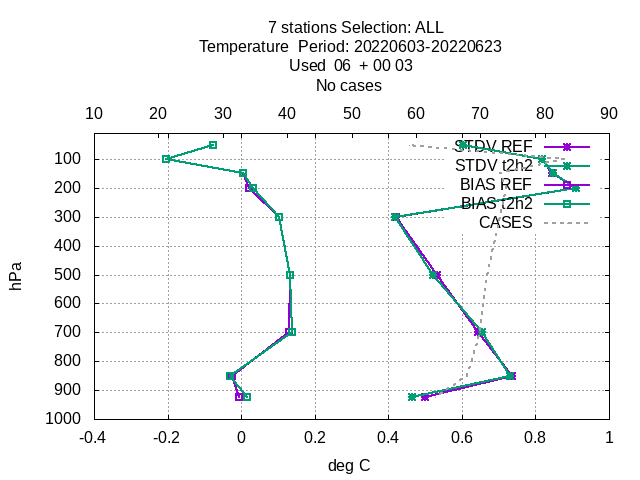 7 stations Selection: ALL
Temperature  Period: 20220603-20220623
Used  06  + 00 03
No cases
10 20 30 40 50 60 70 80 90
STDV REF
STDV t2h2
BIAS REF
BIAS t2h2
CASES
100
200
300
400
500
600
700
800
900
1000
hPa
-0.4 -0.2 0 0.2 0.4 0.6 0.8 1
deg C